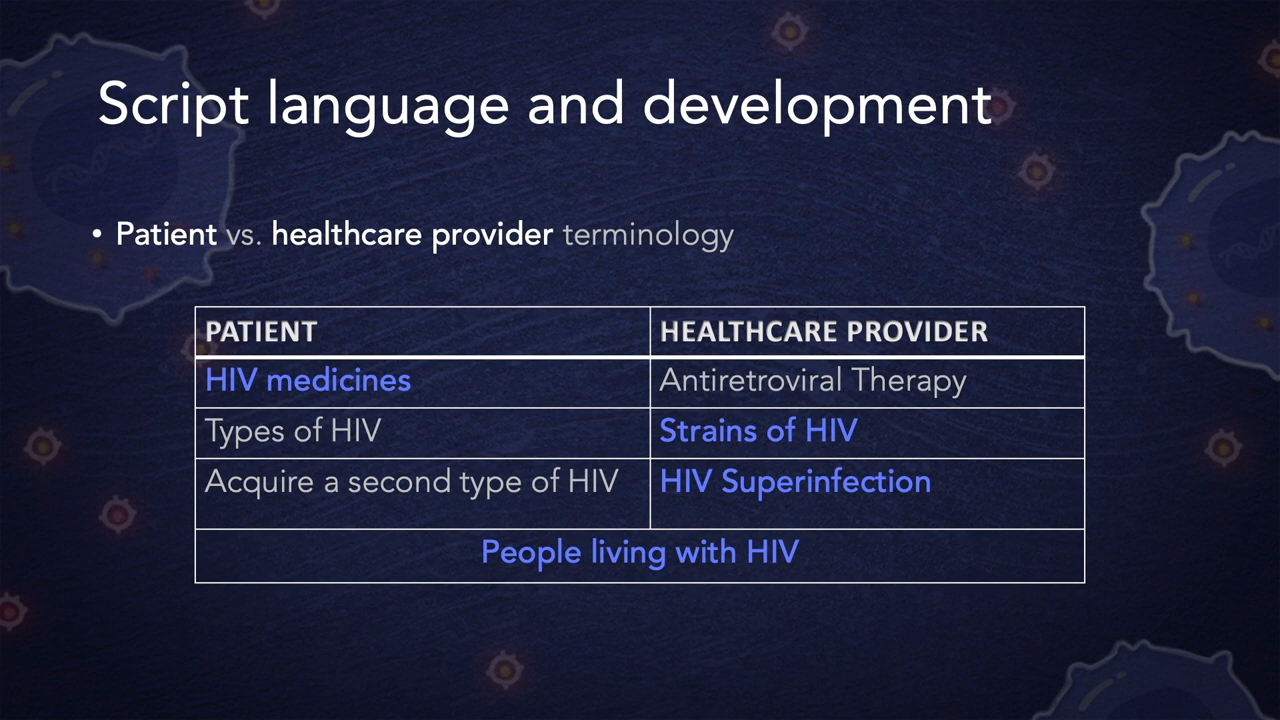 Script language and development
• Patient vs. healthcare provider terminology
PATIENT HEALTHCARE PROVIDER
HIV medicines Antiretroviral Therapy
Types of HIV Strains of HIV
Acquire a second type of HIV HIV Superinfection
People living with HIV